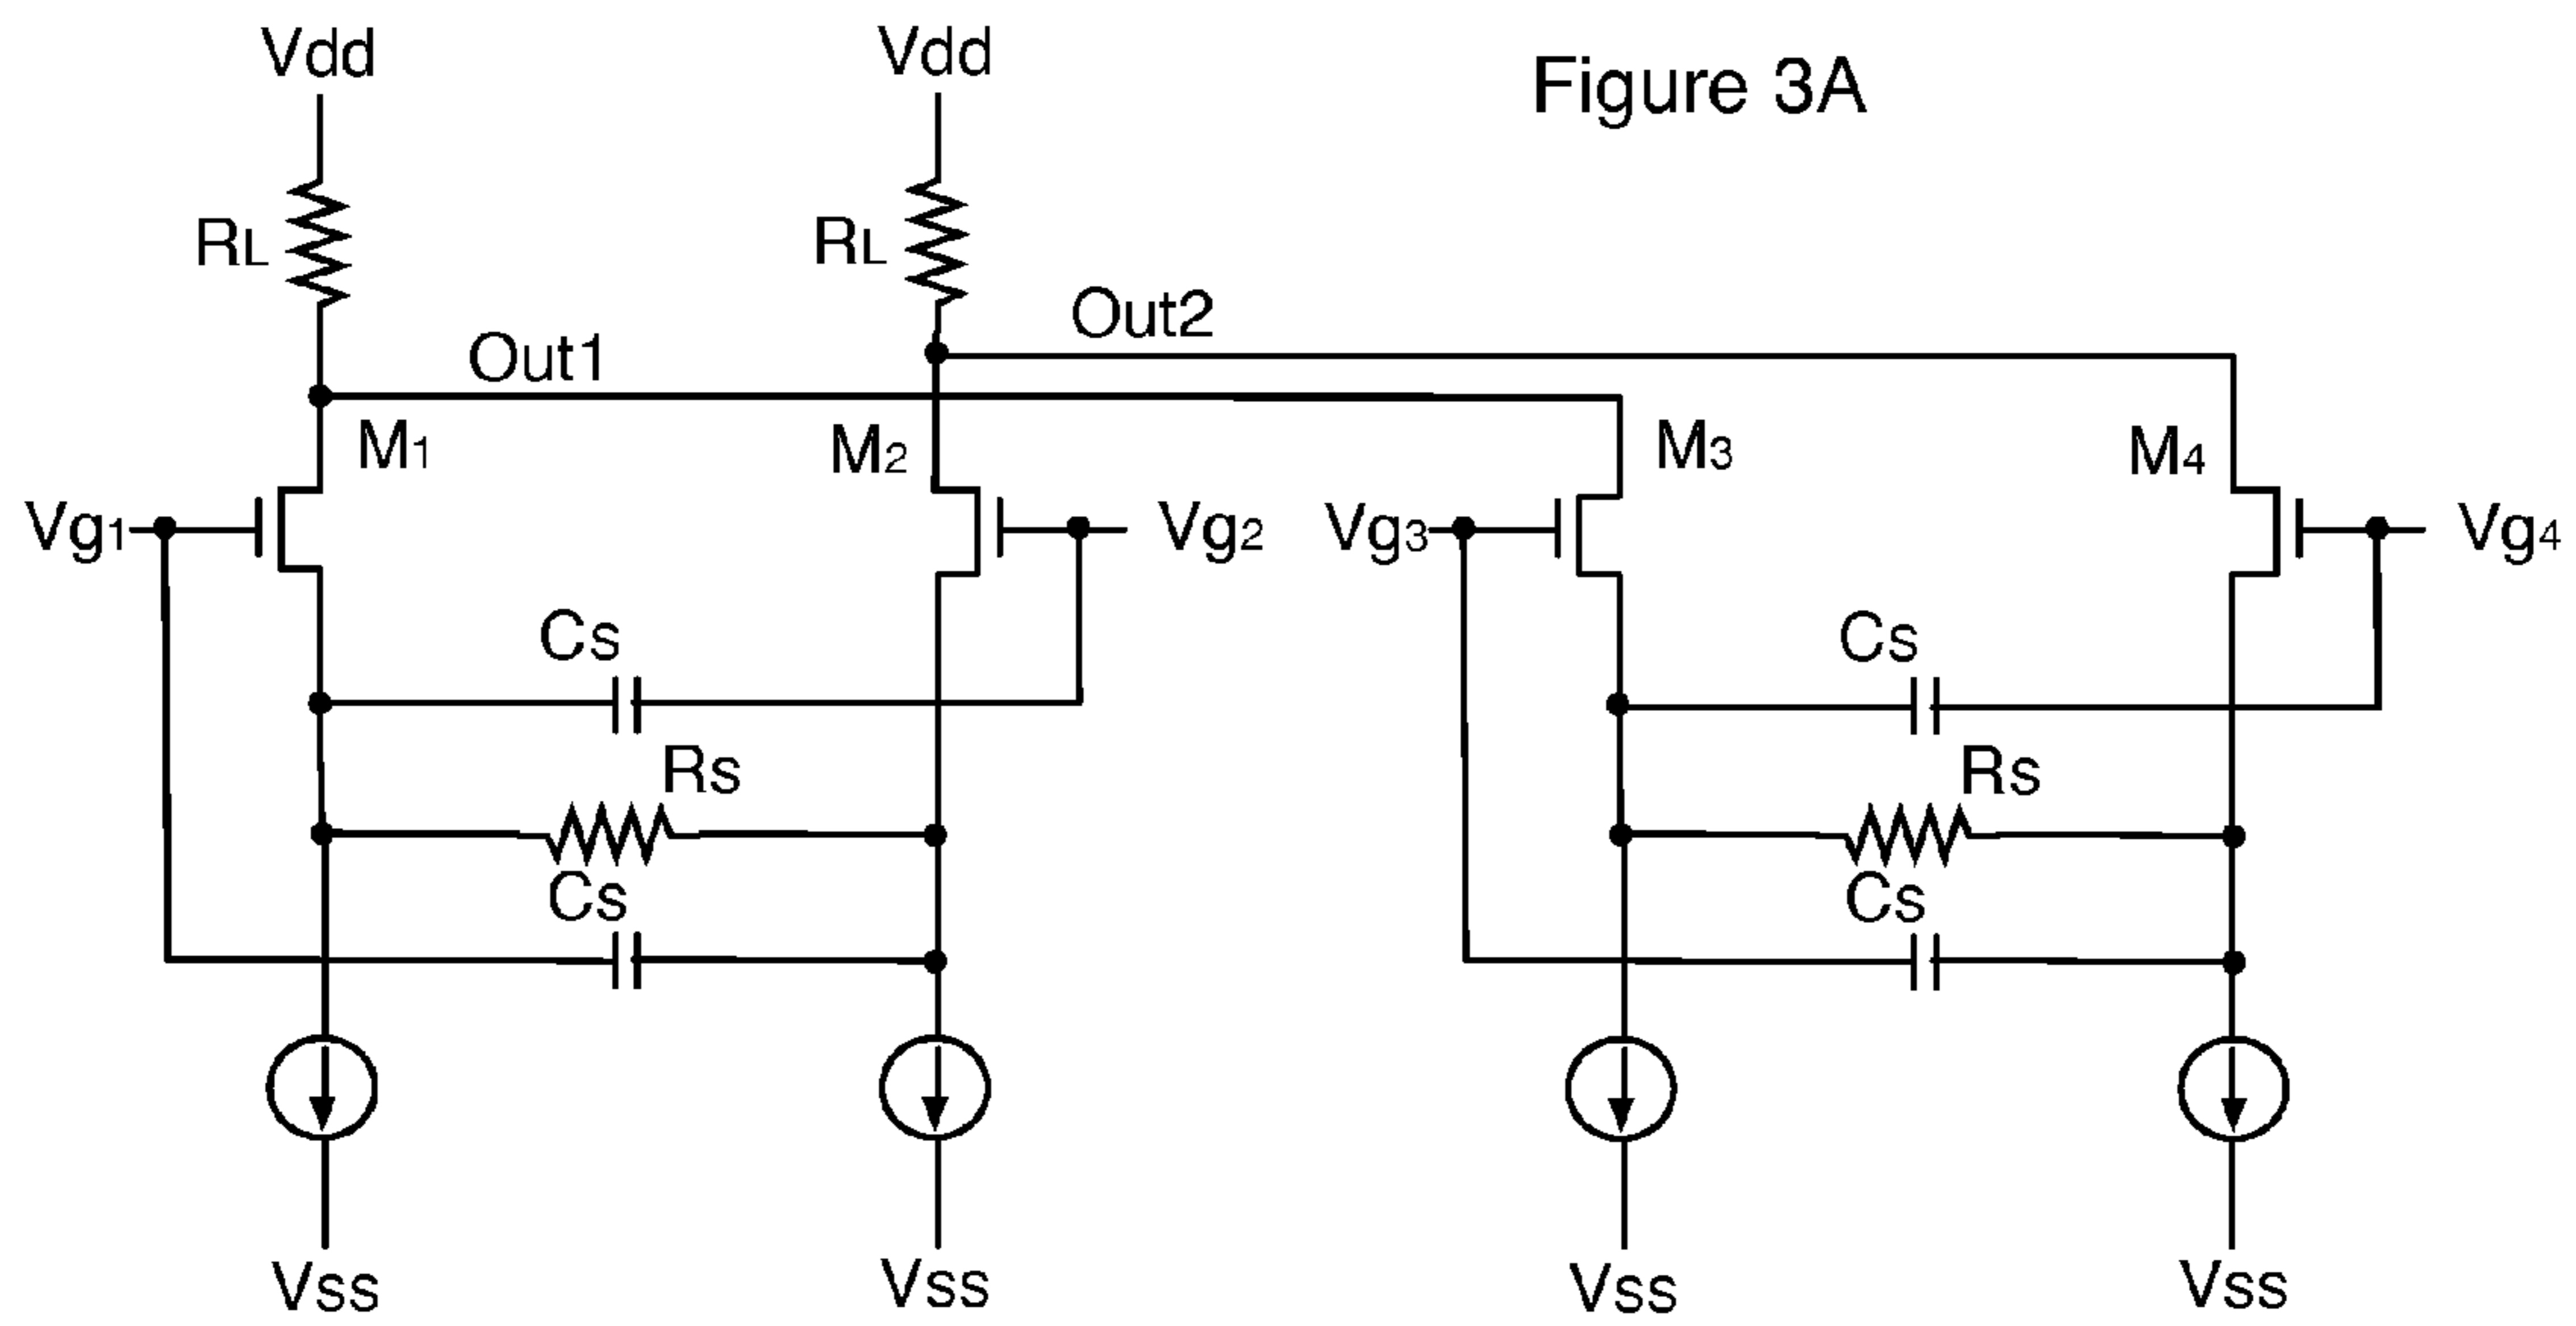 Vdd
Vdd
Figure 3A
RL
RL
Out2
Out1
M1
M2
M3
M4
Vg1
Vg2
Vg3
Vg4
Cs
Cs
Rs
Rs
Cs
Cs
Vss
Vss
Vss
Vss